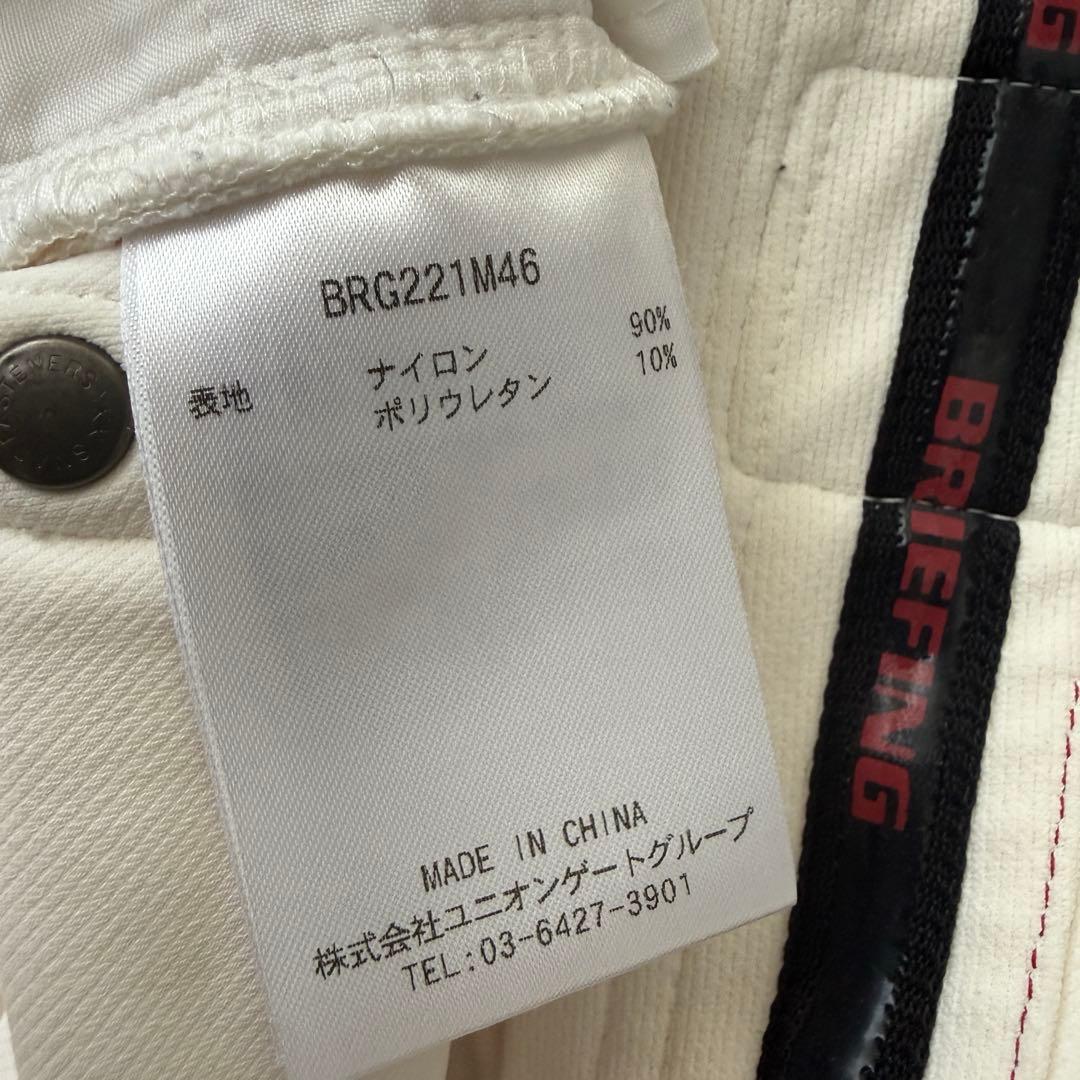 BRG221M46
表地 ナイロン 90%
ポリウレタン 10%
MADE IN CHINA
株式会社ユニオンゲートグループ
TEL:03-6427-3901
BRIEFING
G